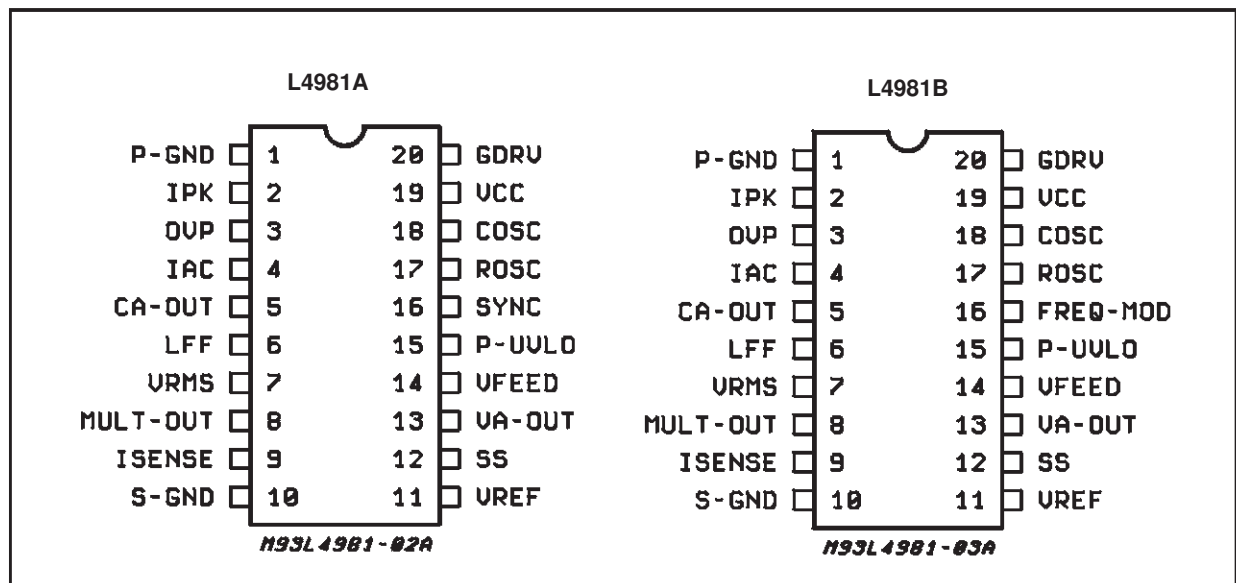 L4981A
P-GND 1 20 GDRV
IPK 2 19 VCC
OVP 3 18 COSC
IAC 4 17 ROSC
CA-OUT 5 16 SYNC
LFF 6 15 P-UVLO
VRMS 7 14 VFEED
MULT-OUT 8 13 VA-OUT
ISENSE 9 12 SS
S-GND 10 11 VREF
M93L4981-02A
L4981B
P-GND 1 20 GDRV
IPK 2 19 VCC
OVP 3 18 COSC
IAC 4 17 ROSC
CA-OUT 5 16 FREQ-MOD
LFF 6 15 P-UVLO
VRMS 7 14 VFEED
MULT-OUT 8 13 VA-OUT
ISENSE 9 12 SS
S-GND 10 11 VREF
M93L4981-03A